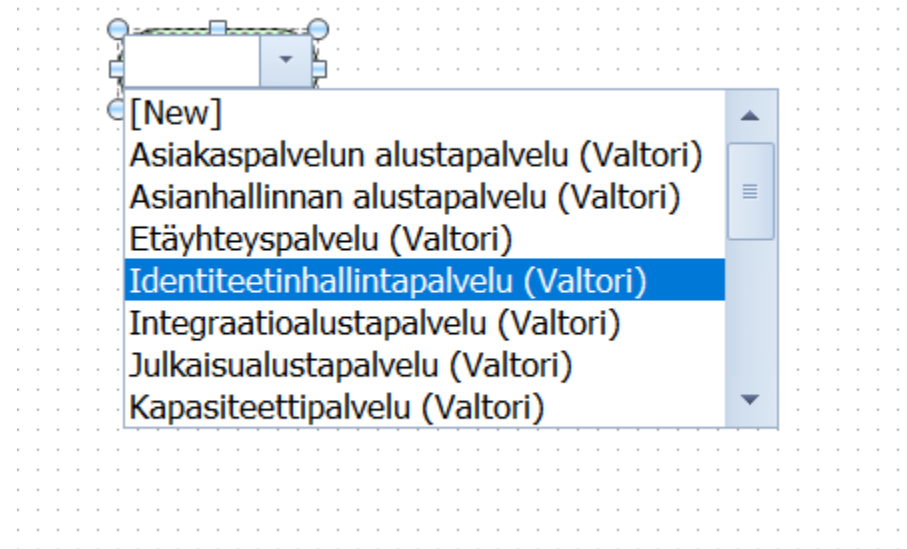 [New]
Asiakaspalvelun alustapalvelu (Valtori)
Asianhallinnan alustapalvelu (Valtori)
Etäyhteyspalvelu (Valtori)
Identiteetinhallintapalvelu (Valtori)
Integraatioalustapalvelu (Valtori)
Julkaisualustapalvelu (Valtori)
Kapasiteettipalvelu (Valtori)